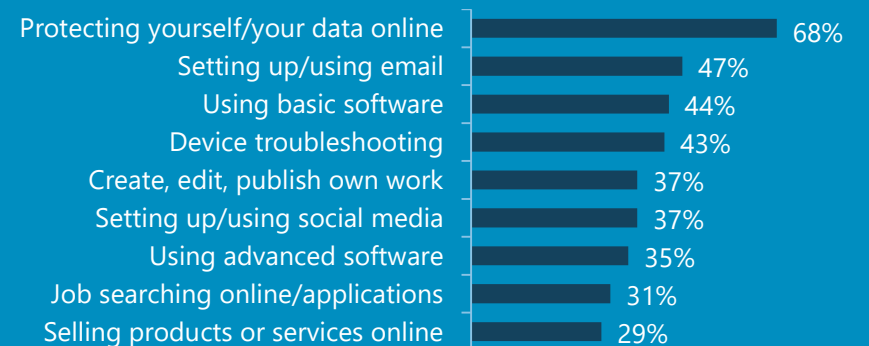 Protecting yourself/your data online 68%
Setting up/using email 47%
Using basic software 44%
Device troubleshooting 43%
Create, edit, publish own work 37%
Setting up/using social media 37%
Using advanced software 35%
Job searching online/applications 31%
Selling products or services online 29%